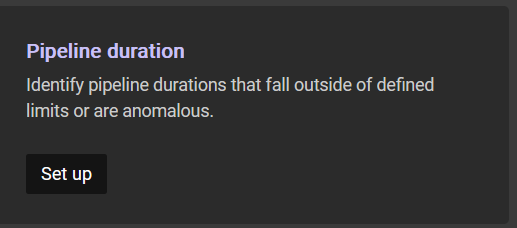 Pipeline duration
Identify pipeline durations that fall outside of defined
limits or are anomalous.
Set up